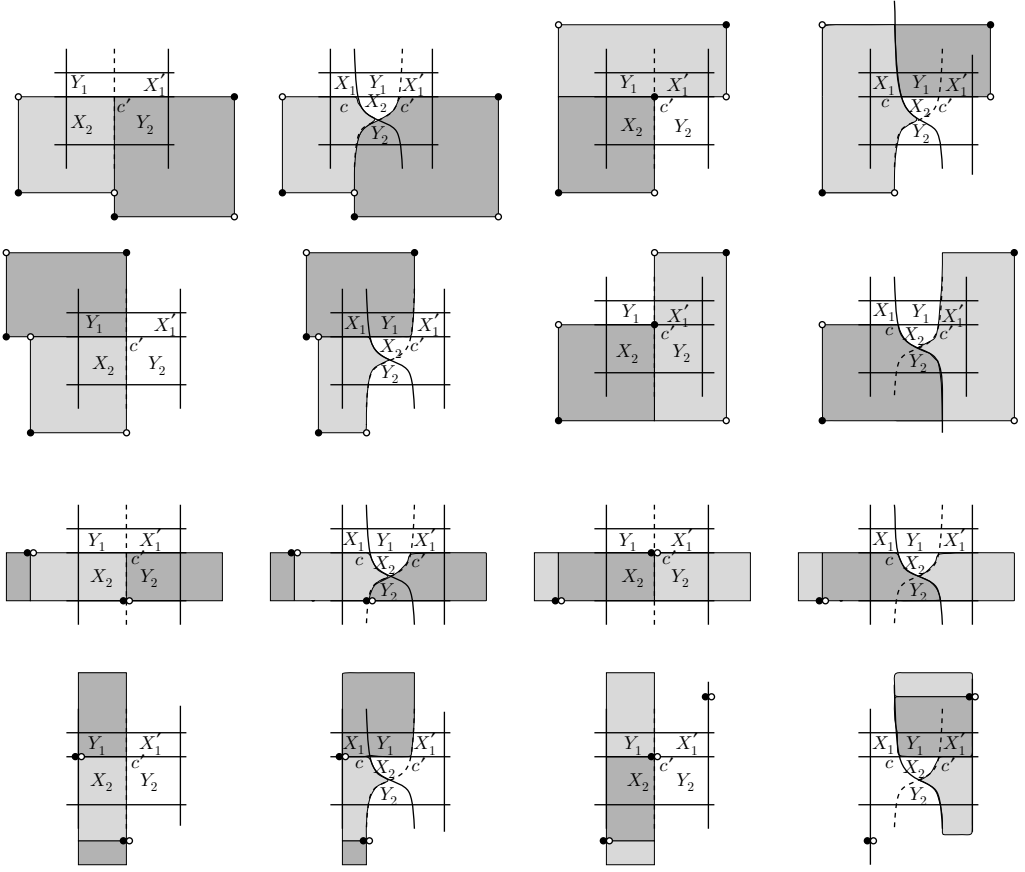 Y₁ X₁′ X₁ Y₁ X₁′ Y₁ X₁′ X₁ Y₁ X₁′
c′ c X₂ c′ c′ c X₂ c′
X₂ Y₂ Y₂ X₂ Y₂ Y₂
Y₁ X₁′ X₁ Y₁ X₁′ Y₁ X₁′ X₁ Y₁ X₁′
c′ X₂ c′ c′ c X₂ c′
X₂ Y₂ Y₂ X₂ Y₂ Y₂
Y₁ X₁′ X₁ Y₁ X₁′ Y₁ X₁′ X₁ Y₁ X₁′
c′ c X₂ c′ c′ c X₂ c′
X₂ Y₂ Y₂ X₂ Y₂ Y₂
Y₁ X₁′ X₁ Y₁ X₁′ Y₁ X₁′ X₁ Y₁ X₁′
c′ c X₂ c′ c′ c X₂ c′
X₂ Y₂ Y₂ X₂ Y₂ Y₂